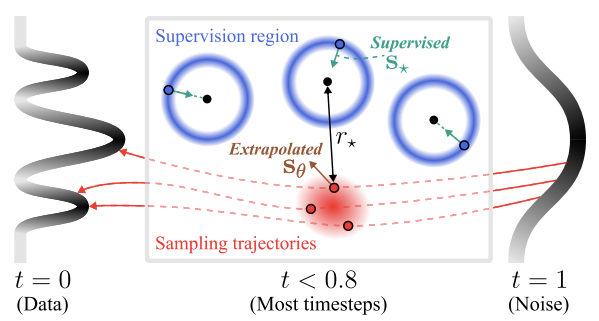 Supervision region
Supervised
s⋆
r⋆
Extrapolated
sθ
Sampling trajectories
t = 0
(Data)
t < 0.8
(Most timesteps)
t = 1
(Noise)